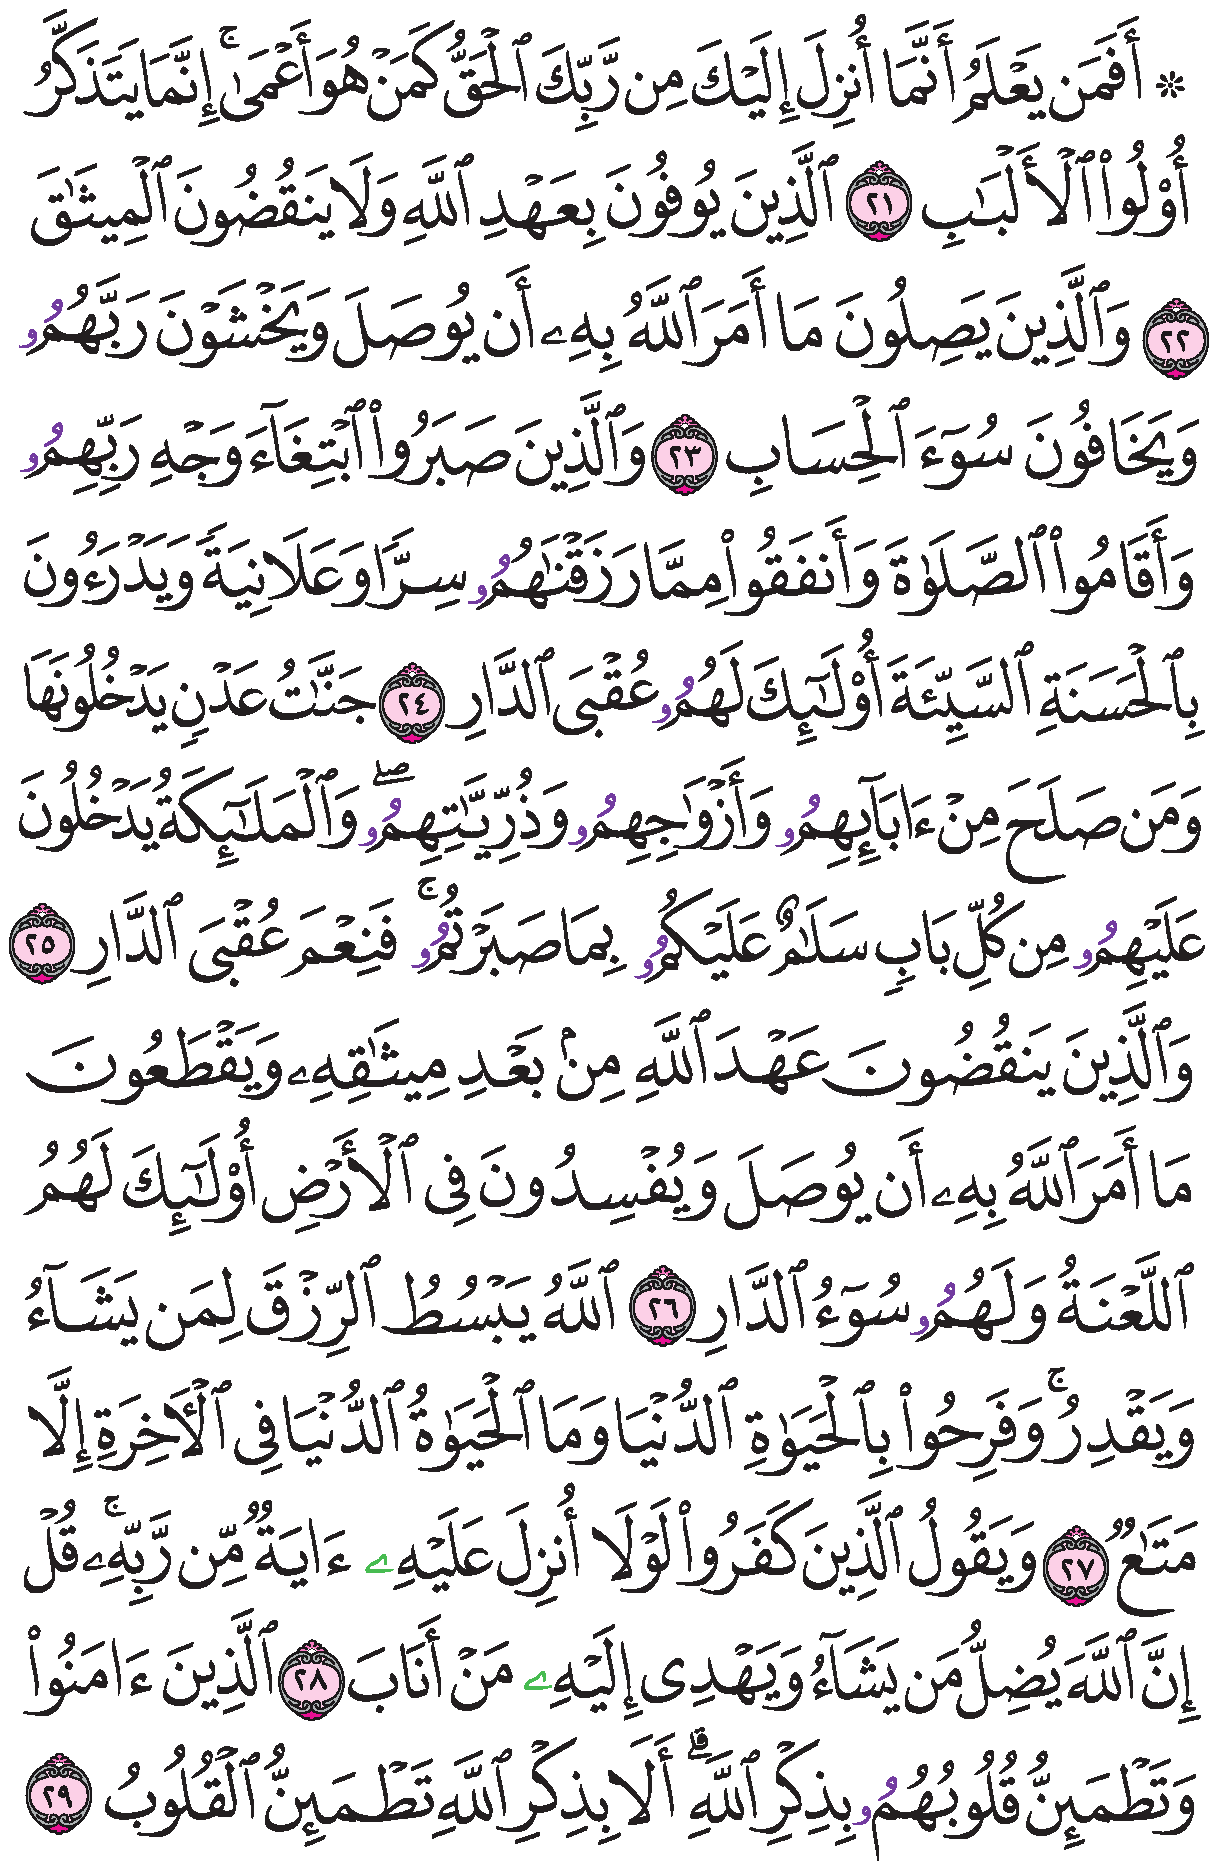 ۞ أَفَمَن يَعۡلَمُ أَنَّمَا أُنزِلَ إِلَيۡكَ مِن رَّبِّكَ ٱلۡحَقُّ كَمَنۡ هُوَ أَعۡمَىٰۚ إِنَّمَا يَتَذَكَّرُ
أُوْلُواْ ٱلۡأَلۡبَٰبِ ٢١ ٱلَّذِينَ يُوفُونَ بِعَهۡدِ ٱللَّهِ وَلَا يَنقُضُونَ ٱلۡمِيثَٰقَ
٢٢ وَٱلَّذِينَ يَصِلُونَ مَا أَمَرَ ٱللَّهُ بِهِۦ أَن يُوصَلَ وَيَخۡشَوۡنَ رَبَّهُمُۥ
وَيَخَافُونَ سُوٓءَ ٱلۡحِسَابِ ٢٣ وَٱلَّذِينَ صَبَرُواْ ٱبۡتِغَآءَ وَجۡهِ رَبِّهِمُۥ
وَأَقَامُواْ ٱلصَّلَوٰةَ وَأَنفَقُواْ مِمَّا رَزَقۡنَٰهُمُۥ سِرّٗا وَعَلَانِيَةٗ وَيَدۡرَءُونَ
بِٱلۡحَسَنَةِ ٱلسَّيِّئَةَ أُوْلَٰٓئِكَ لَهُمُۥ عُقۡبَى ٱلدَّارِ ٢٤ جَنَّٰتُ عَدۡنٖ يَدۡخُلُونَهَا
وَمَن صَلَحَ مِنۡ ءَابَآئِهِمُۥ وَأَزۡوَٰجِهِمُۥ وَذُرِّيَّٰتِهِمُۥۖ وَٱلۡمَلَٰٓئِكَةُ يَدۡخُلُونَ
عَلَيۡهِمُۥ مِن كُلِّ بَابٖ سَلَٰمٌ عَلَيۡكُمُۥ بِمَا صَبَرۡتُمُۥۚ فَنِعۡمَ عُقۡبَى ٱلدَّارِ ٢٥
وَٱلَّذِينَ يَنقُضُونَ عَهۡدَ ٱللَّهِ مِنۢ بَعۡدِ مِيثَٰقِهِۦ وَيَقۡطَعُونَ
مَا أَمَرَ ٱللَّهُ بِهِۦ أَن يُوصَلَ وَيُفۡسِدُونَ فِي ٱلۡأَرۡضِ أُوْلَٰٓئِكَ لَهُمُ
ٱللَّعۡنَةُ وَلَهُمُۥ سُوٓءُ ٱلدَّارِ ٢٦ ٱللَّهُ يَبۡسُطُ ٱلرِّزۡقَ لِمَن يَشَآءُ
وَيَقۡدِرُۚ وَفَرِحُواْ بِٱلۡحَيَوٰةِ ٱلدُّنۡيَا وَمَا ٱلۡحَيَوٰةُ ٱلدُّنۡيَا فِي ٱلۡأٓخِرَةِ إِلَّا
مَتَٰعٞ ٢٧ وَيَقُولُ ٱلَّذِينَ كَفَرُواْ لَوۡلَا أُنزِلَ عَلَيۡهِۦ ءَايَةٞ مِّن رَّبِّهِۦۚ قُلۡ
إِنَّ ٱللَّهَ يُضِلُّ مَن يَشَآءُ وَيَهۡدِي إِلَيۡهِۦ مَنۡ أَنَابَ ٢٨ ٱلَّذِينَ ءَامَنُواْ
وَتَطۡمَئِنُّ قُلُوبُهُمُۥ بِذِكۡرِ ٱللَّهِۗ أَلَا بِذِكۡرِ ٱللَّهِ تَطۡمَئِنُّ ٱلۡقُلُوبُ ٢٩